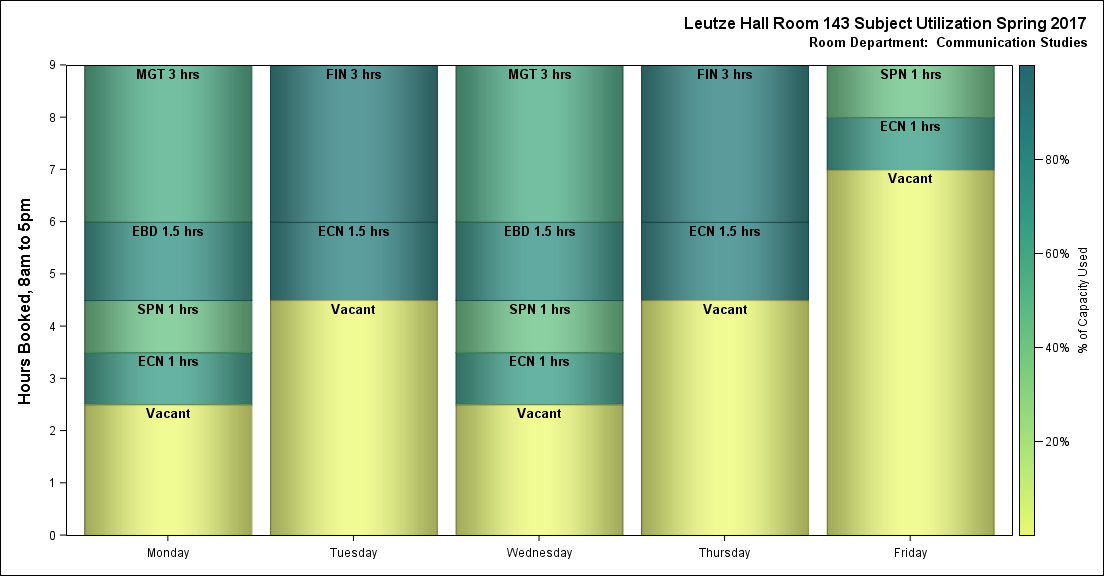 Leutze Hall Room 143 Subject Utilization Spring 2017
Room Department: Communication Studies
Hours Booked, 8am to 5pm
9
8
7
6
5
4
3
2
1
0
MGT 3 hrs
EBD 1.5 hrs
SPN 1 hrs
ECN 1 hrs
Vacant
FIN 3 hrs
ECN 1.5 hrs
Vacant
MGT 3 hrs
EBD 1.5 hrs
SPN 1 hrs
ECN 1 hrs
Vacant
FIN 3 hrs
ECN 1.5 hrs
Vacant
SPN 1 hrs
ECN 1 hrs
Vacant
Monday
Tuesday
Wednesday
Thursday
Friday
80%
60%
40%
20%
% of Capacity Used